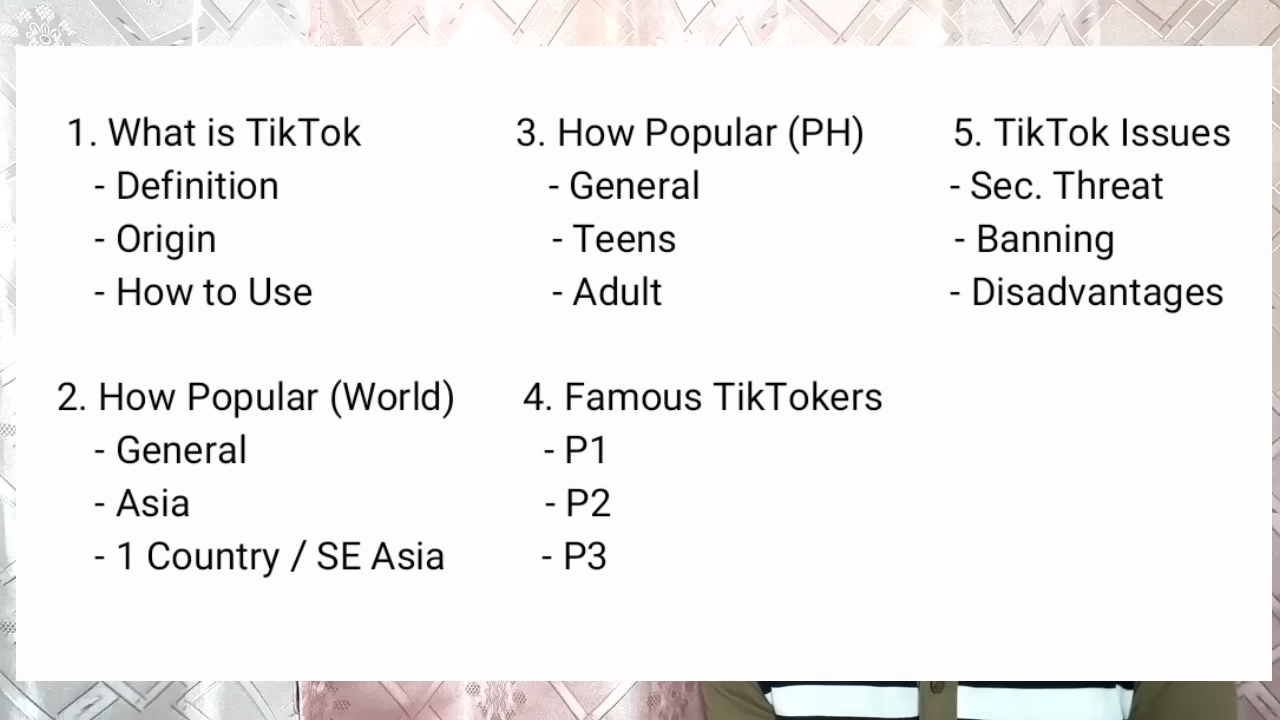 1. What is TikTok
- Definition
- Origin
- How to Use
2. How Popular (World)
- General
- Asia
- 1 Country / SE Asia
3. How Popular (PH)
- General
- Teens
- Adult
4. Famous TikTokers
- P1
- P2
- P3
5. TikTok Issues
- Sec. Threat
- Banning
- Disadvantages